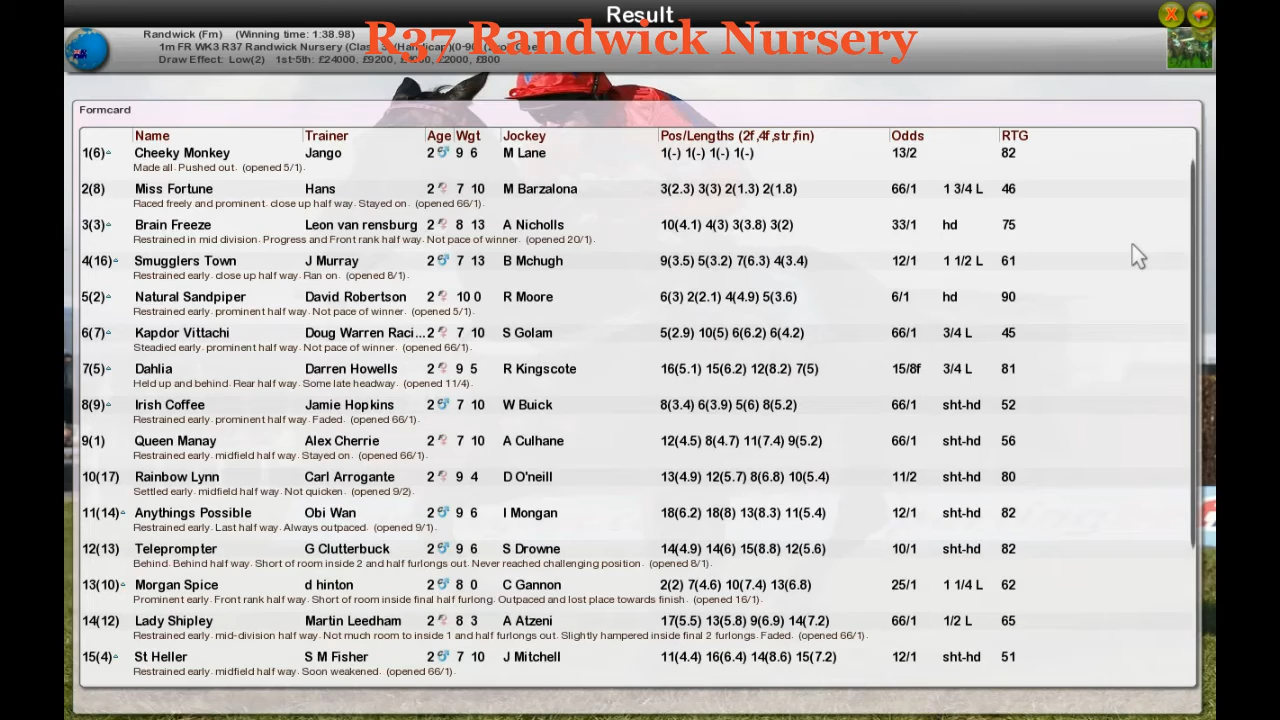 Result
Randwick (Fm) (Winning time: 1:38.98)
R37 Randwick Nursery
1m FR WK3 R37 Randwick Nursery (Class
Draw Effect: Low(2) 1st-5th: £24000, £9200, £2000, £800
Formcard
Name Trainer Age Wgt Jockey Pos/Lengths (2f,4f,str,fin) Odds RTG
1(6) Cheeky Monkey Jango 2 9 6 M Lane 1(-) 1(-) 1(-) 1(-) 13/2 82
Made all. Pushed out. (opened 5/1).
2(8) Miss Fortune Hans 2 7 10 M Barzalona 3(2.3) 3(3) 2(1.3) 2(1.8) 66/1 1 3/4 L 46
Raced freely and prominent. close up half way. Stayed on. (opened 66/1).
3(3) Brain Freeze Leon van rensburg 2 8 13 A Nicholls 10(4.1) 4(3) 3(3.8) 3(2) 33/1 hd 75
Restrained in mid division. Progress and Front rank half way. Not pace of winner. (opened 20/1).
4(16) Smugglers Town J Murray 2 7 13 B Mchugh 9(3.5) 5(3.2) 7(6.3) 4(3.4) 12/1 1 1/2 L 61
Restrained early. close up half way. Ran on. (opened 8/1).
5(2) Natural Sandpiper David Robertson 2 10 0 R Moore 6(3) 2(2.1) 4(4.9) 5(3.6) 6/1 hd 90
Restrained early. prominent half way. Not pace of winner. (opened 5/1).
6(7) Kapdor Vittachi Doug Warren Raci... 2 7 10 S Golam 5(2.9) 10(5) 6(6.2) 6(4.2) 66/1 3/4 L 45
Steadied early. prominent half way. Not pace of winner. (opened 66/1).
7(5) Dahlia Darren Howells 2 9 5 R Kingscote 16(5.1) 15(6.2) 12(8.2) 7(5) 15/8f 3/4 L 81
Held up and behind. Rear half way. Some late headway. (opened 11/4).
8(9) Irish Coffee Jamie Hopkins 2 7 10 W Buick 8(3.4) 6(3.9) 5(6) 8(5.2) 66/1 sht-hd 52
Restrained early. prominent half way. Faded. (opened 66/1).
9(1) Queen Manay Alex Cherrie 2 7 10 A Culhane 12(4.5) 8(4.7) 11(7.4) 9(5.2) 66/1 sht-hd 56
Restrained early. midfield half way. Stayed on. (opened 66/1).
10(17) Rainbow Lynn Carl Arrogante 2 9 4 D O'neill 13(4.9) 12(5.7) 8(6.8) 10(5.4) 11/2 sht-hd 80
Settled early. midfield half way. Not quicken. (opened 9/2).
11(14) Anythings Possible Obi Wan 2 9 6 I Mongan 18(6.2) 18(8) 13(8.3) 11(5.4) 12/1 sht-hd 82
Restrained early. Last half way. Always outpaced. (opened 9/1).
12(13) Teleprompter G Clutterbuck 2 9 6 S Drowne 14(4.9) 14(6) 15(8.8) 12(5.6) 10/1 sht-hd 82
Behind. Behind half way. Short of room inside 2 and half furlongs out. Never reached challenging position. (opened 8/1).
13(10) Morgan Spice d hinton 2 8 0 C Gannon 2(2) 7(4.6) 10(7.4) 13(6.8) 25/1 1 1/4 L 62
Prominent early. Front rank half way. Short of room inside final half furlong. Outpaced and lost place towards finish. (opened 16/1).
14(12) Lady Shipley Martin Leedham 2 8 3 A Atzeni 17(5.5) 13(5.8) 9(6.9) 14(7.2) 66/1 1/2 L 65
Restrained early. mid-division half way. Not much room to inside 1 and half furlongs out. Slightly hampered inside final 2 furlongs. Faded. (opened 66/1).
15(4) St Heller S M Fisher 2 7 10 J Mitchell 11(4.4) 16(6.4) 14(8.6) 15(7.2) 12/1 sht-hd 51
Restrained early. midfield half way. Soon weakened. (opened 66/1).